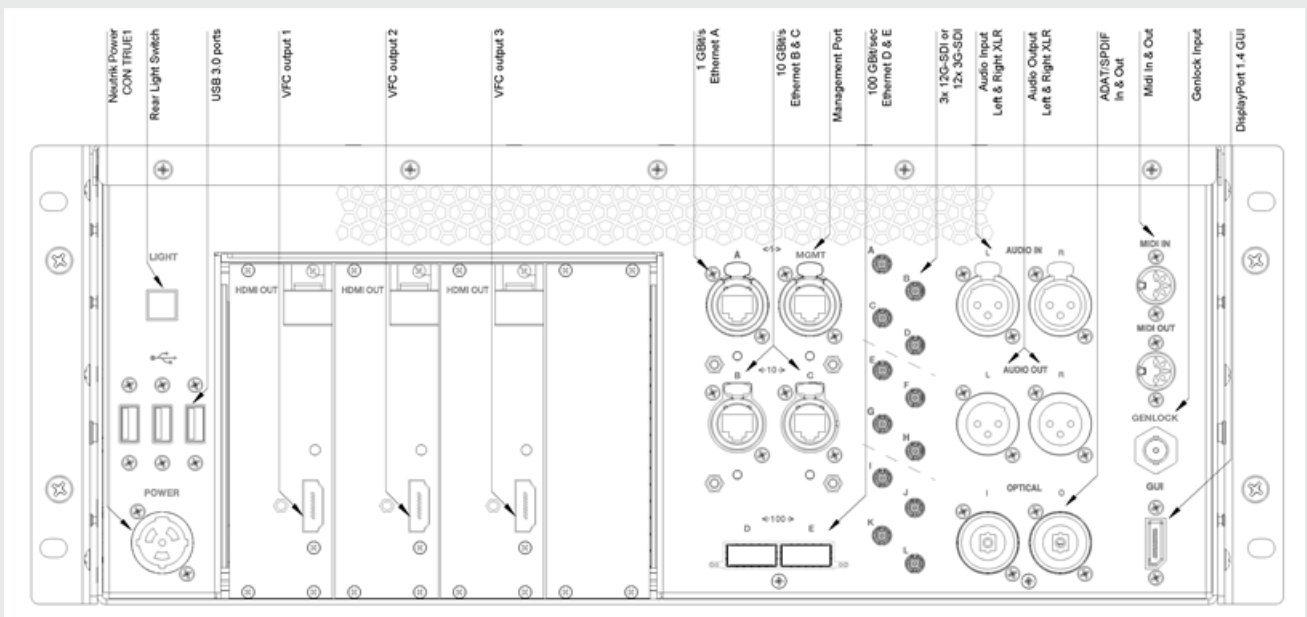 Neutrik Power
CON TRUE1
Rear Light Switch
USB 3.0 ports
VFC output 1
VFC output 2
VFC output 3
1 GBit/s
Ethernet A
10 GBit/s
Ethernet B & C
Management Port
100 GBit/sec
Ethernet D & E
3x 12G-SDI or
12x 3G-SDI
Audio Input
Left & Right XLR
Audio Output
Left & Right XLR
ADAT/SPDIF
In & Out
Midi In & Out
Genlock Input
DisplayPort 1.4 GUI
LIGHT
HDMI OUT
HDMI OUT
HDMI OUT
POWER
A
<1>
MGMT
B
<10>
C
<100>
D
E
A
B
C
D
E
F
G
H
I
J
K
L
L
AUDIO IN
R
L
AUDIO OUT
R
I
OPTICAL
O
MIDI IN
MIDI OUT
GENLOCK
GUI